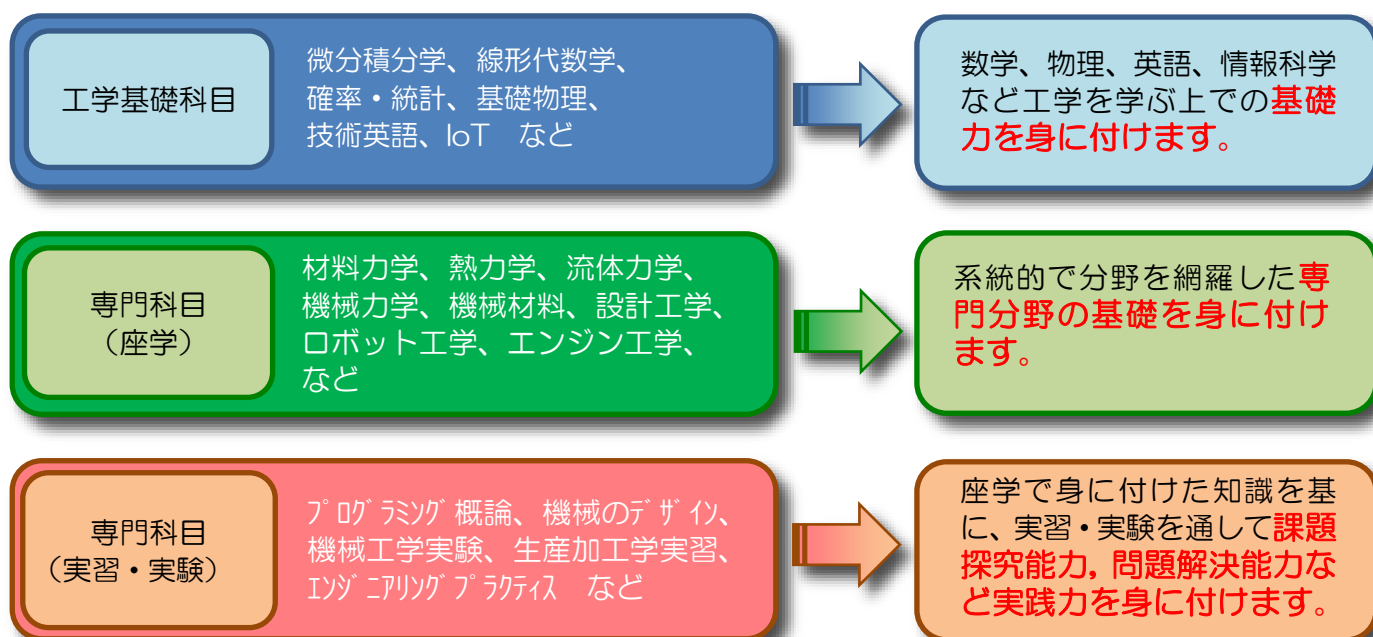 工学基礎科目
微分積分学、線形代数学、
確率・統計、基礎物理、
技術英語、IoT　など
数学、物理、英語、情報科学
など工学を学ぶ上での基礎
力を身に付けます。
専門科目
（座学）
材料力学、熱力学、流体力学、
機械力学、機械材料、設計工学、
ロボット工学、エンジン工学、
など
系統的で分野を網羅した専
門分野の基礎を身に付け
ます。
専門科目
（実習・実験）
ﾌﾟﾛｸﾞﾗﾐﾝｸﾞ概論、機械のﾃﾞｻﾞｲﾝ、
機械工学実験、生産加工学実習、
ｴﾝｼﾞﾆｱﾘﾝｸﾞﾌﾟﾗｸﾃｨｽ　など
座学で身に付けた知識を基
に、実習・実験を通して課題
探究能力，問題解決能力な
ど実践力を身に付けます。